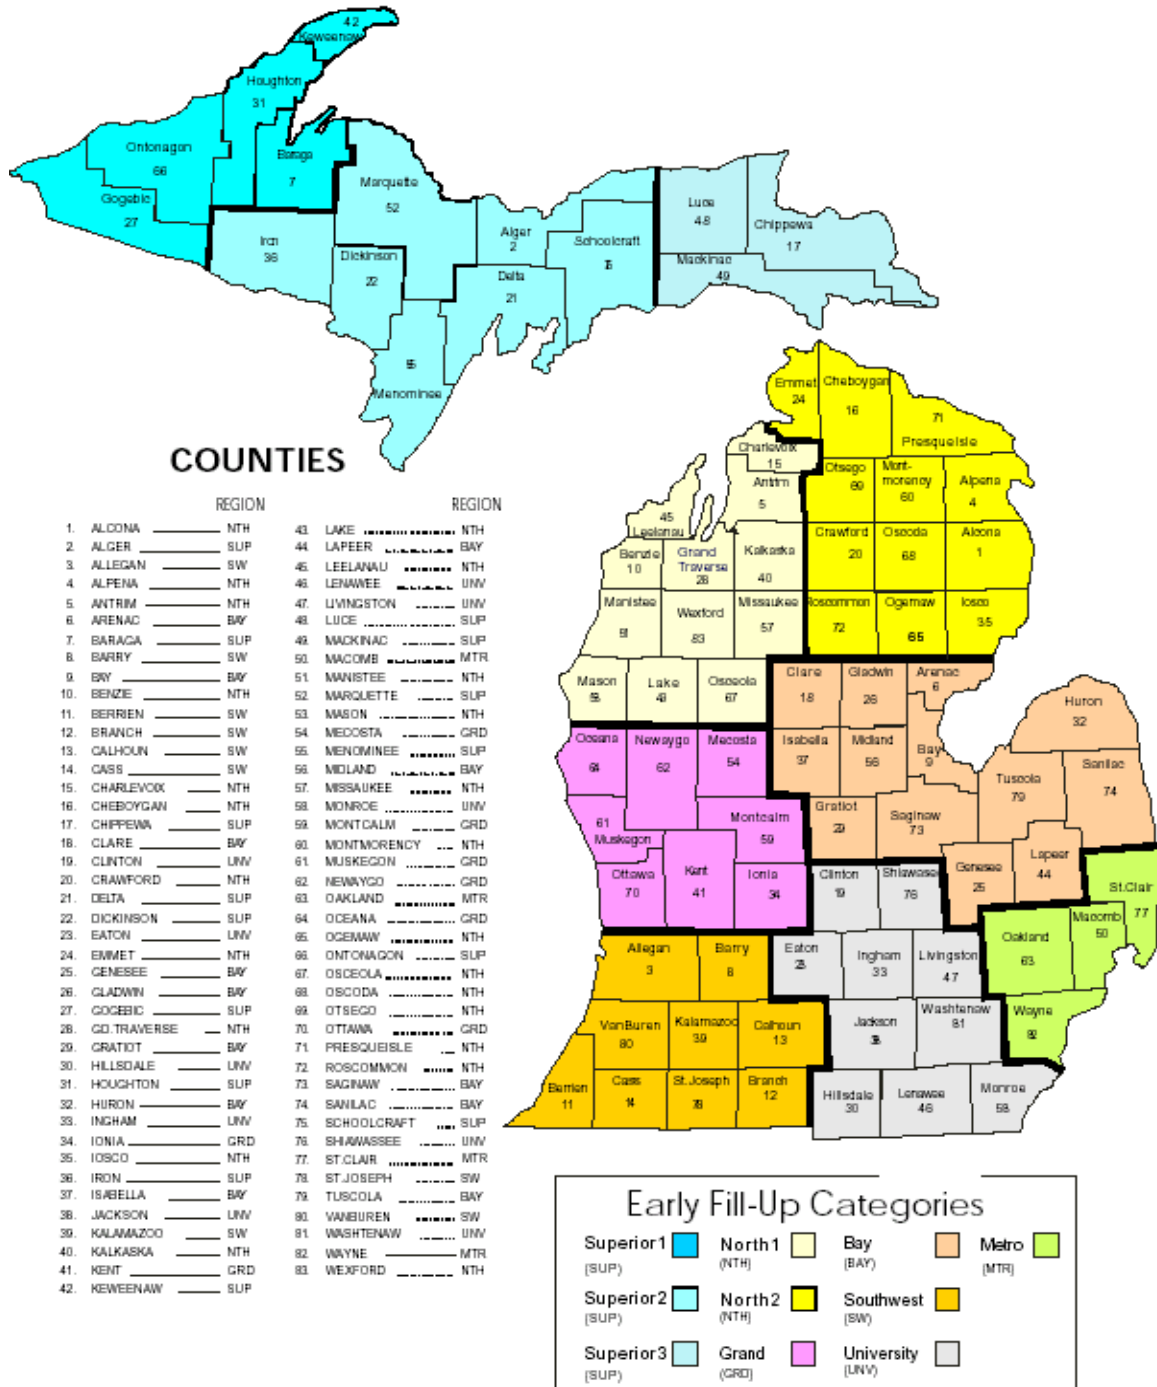 42
Keweenaw
Houghton
31
Ontonagon
66
Baraga
7
Gogebic
27
Marquette
52
Iron
36
Dickinson
22
Alger
2
Schoolcraft
Delta
21
Menominee
Luce
48
Chippewa
17
Mackinac
49
Emmet
24
Cheboygan
16
71
Presque Isle
Charlevoix
15
Otsego
69
Mont-
morency
60
Alpena
4
Antrim
5
45
Leelanau
Crawford
20
Oscoda
68
Alcona
1
Benzie
10
Grand
Traverse
28
Kalkaska
40
Manistee
51
Wexford
83
Missaukee
57
Roscommon
72
Ogemaw
65
Iosco
35
Mason
Lake
43
Osceola
67
Clare
18
Gladwin
26
Arenac
6
Huron
32
Oceana
64
Newaygo
62
Mecosta
54
Isabella
37
Midland
56
Bay
9
Tuscola
79
Sanilac
74
61
Muskegon
Montcalm
59
Gratiot
29
Saginaw
73
Ottawa
70
Kent
41
Ionia
34
Clinton
19
Shiawassee
76
Genesee
25
Lapeer
44
St.Clair
77
Allegan
3
Barry
8
Eaton
23
Ingham
33
Livingston
47
Oakland
63
Macomb
50
VanBuren
80
Kalamazoo
39
Calhoun
13
Jackson
38
Washtenaw
81
Wayne
82
Berrien
11
Cass
14
St.Joseph
78
Branch
12
Hillsdale
30
Lenawee
46
Monroe
58
COUNTIES
REGION
1. ALCONA NTH
2. ALGER SUP
3. ALLEGAN SW
4. ALPENA NTH
5. ANTRIM NTH
6. ARENAC BAY
7. BARAGA SUP
8. BARRY SW
9. BAY BAY
10. BENZIE NTH
11. BERRIEN SW
12. BRANCH SW
13. CALHOUN SW
14. CASS SW
15. CHARLEVOIX NTH
16. CHEBOYGAN NTH
17. CHIPPEWA SUP
18. CLARE BAY
19. CLINTON UNV
20. CRAWFORD NTH
21. DELTA SUP
22. DICKINSON SUP
23. EATON UNV
24. EMMET NTH
25. GENESEE BAY
26. GLADWIN BAY
27. GOGEBIC SUP
28. GD.TRAVERSE NTH
29. GRATIOT BAY
30. HILLSDALE UNV
31. HOUGHTON SUP
32. HURON BAY
33. INGHAM UNV
34. IONIA GRD
35. IOSCO NTH
36. IRON SUP
37. ISABELLA BAY
38. JACKSON UNV
39. KALAMAZOO SW
40. KALKASKA NTH
41. KENT GRD
42. KEWEENAW SUP
REGION
43. LAKE NTH
44. LAPEER BAY
45. LEELANAU NTH
46. LENAWEE UNV
47. LIVINGSTON UNV
48. LUCE SUP
49. MACKINAC SUP
50. MACOMB MTR
51. MANISTEE NTH
52. MARQUETTE SUP
53. MASON NTH
54. MECOSTA GRD
55. MENOMINEE SUP
56. MIDLAND BAY
57. MISSAUKEE NTH
58. MONROE UNV
59. MONTCALM GRD
60. MONTMORENCY NTH
61. MUSKEGON GRD
62. NEWAYGO GRD
63. OAKLAND MTR
64. OCEANA GRD
65. OGEMAW NTH
66. ONTONAGON SUP
67. OSCEOLA NTH
68. OSCODA NTH
69. OTSEGO NTH
70. OTTAWA GRD
71. PRESQUEISLE NTH
72. ROSCOMMON NTH
73. SAGINAW BAY
74. SANILAC BAY
75. SCHOOLCRAFT SUP
76. SHIAWASSEE UNV
77. ST.CLAIR MTR
78. ST.JOSEPH SW
79. TUSCOLA BAY
80. VANBUREN SW
81. WASHTENAW UNV
82. WAYNE MTR
83. WEXFORD NTH
Early Fill-Up Categories
Superior1
(SUP)
North1
(NTH)
Bay
(BAY)
Metro
(MTR)
Superior2
(SUP)
North2
(NTH)
Southwest
(SW)
Superior3
(SUP)
Grand
(GRD)
University
(UNV)